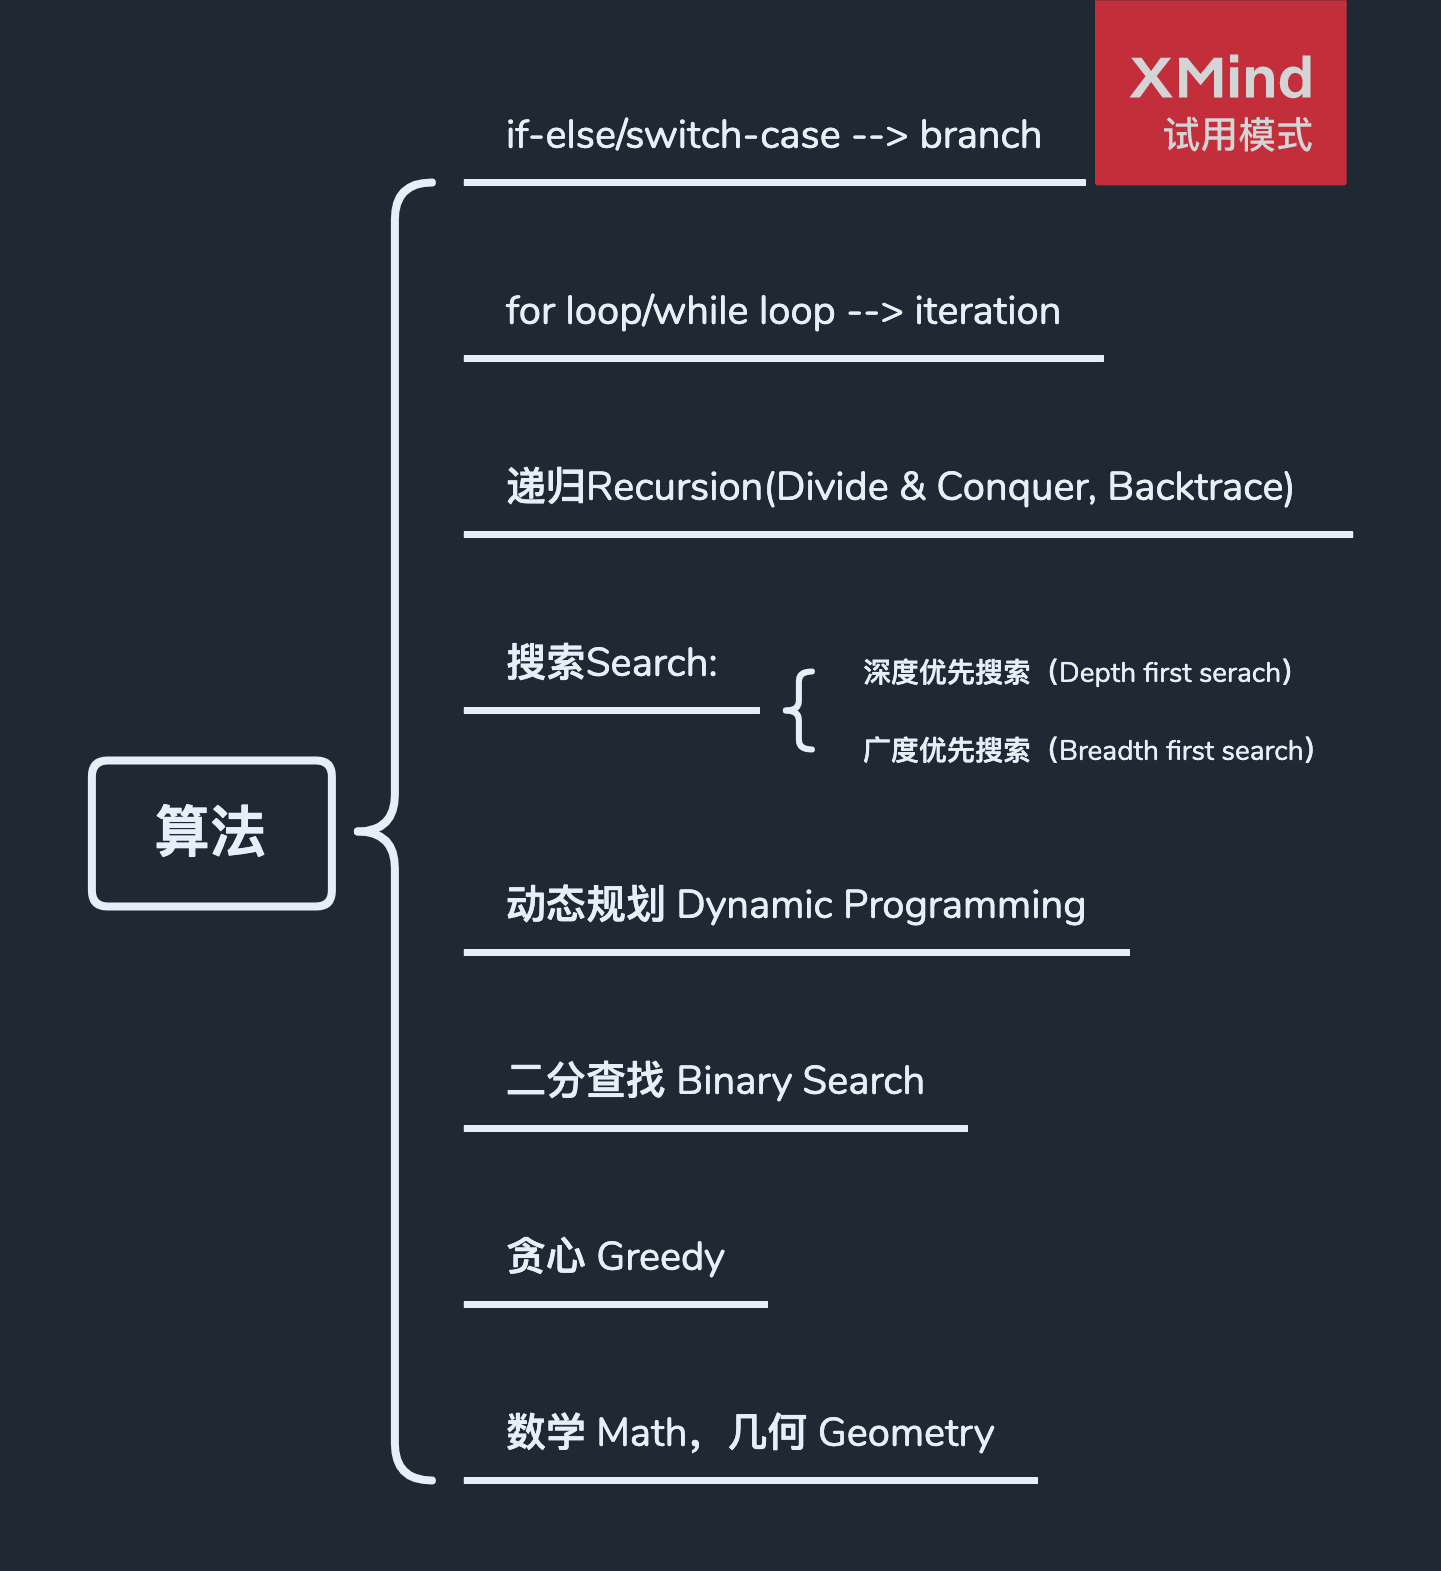 XMind
试用模式
if-else/switch-case --> branch
for loop/while loop --> iteration
递归Recursion(Divide & Conquer, Backtrace)
搜索Search:
深度优先搜索（Depth first serach）
广度优先搜索（Breadth first search）
算法
动态规划 Dynamic Programming
二分查找 Binary Search
贪心 Greedy
数学 Math，几何 Geometry